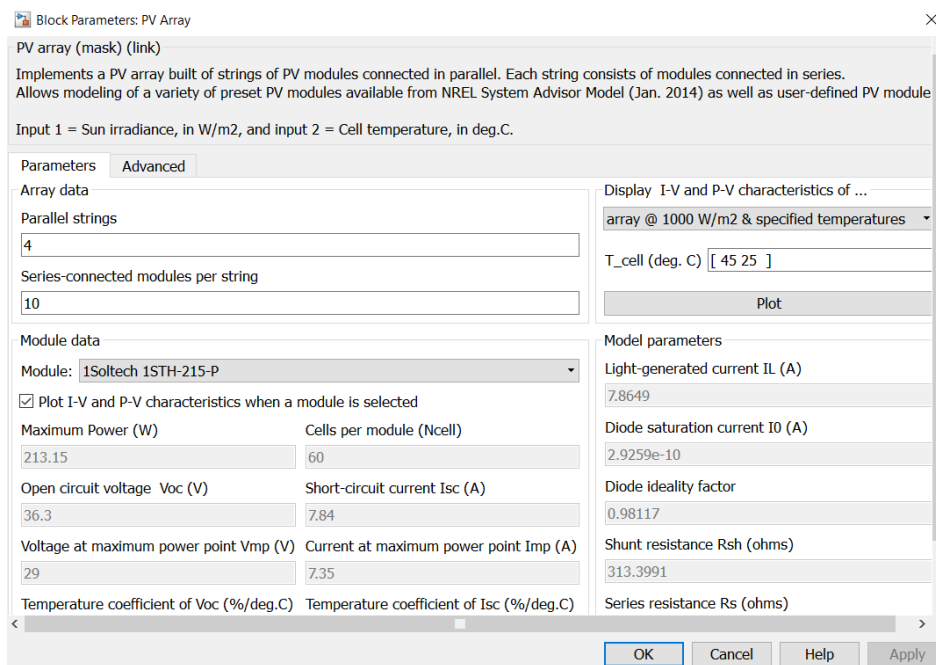 Block Parameters: PV Array
PV array (mask) (link)
Implements a PV array built of strings of PV modules connected in parallel. Each string consists of modules connected in series.
Allows modeling of a variety of preset PV modules available from NREL System Advisor Model (Jan. 2014) as well as user-defined PV module
Input 1 = Sun irradiance, in W/m2, and input 2 = Cell temperature, in deg.C.
Parameters
Advanced
Array data
Parallel strings
4
Series-connected modules per string
10
Display I-V and P-V characteristics of ...
array @ 1000 W/m2 & specified temperatures
T_cell (deg. C) [ 45 25 ]
Plot
Module data
Module: 1Soltech 1STH-215-P
Plot I-V and P-V characteristics when a module is selected
Maximum Power (W)
213.15
Cells per module (Ncell)
60
Open circuit voltage Voc (V)
36.3
Short-circuit current Isc (A)
7.84
Voltage at maximum power point Vmp (V)
29
Current at maximum power point Imp (A)
7.35
Temperature coefficient of Voc (%/deg.C)
Temperature coefficient of Isc (%/deg.C)
Model parameters
Light-generated current IL (A)
7.8649
Diode saturation current I0 (A)
2.9259e-10
Diode ideality factor
0.98117
Shunt resistance Rsh (ohms)
313.3991
Series resistance Rs (ohms)
OK
Cancel
Help
Apply